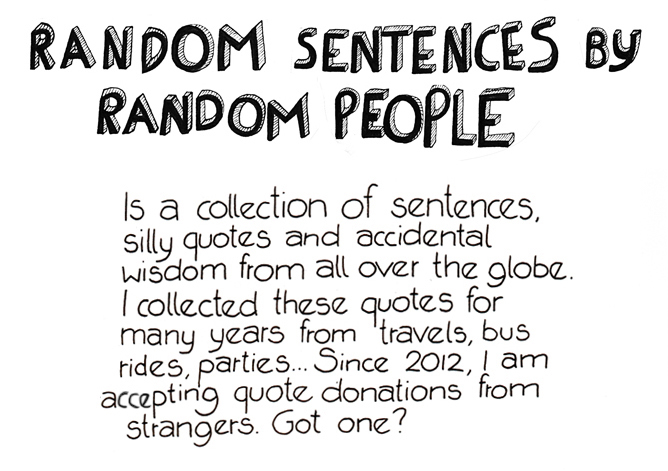 RANDOM SENTENCES BY
RANDOM PEOPLE
Is a collection of sentences,
silly quotes and accidental
wisdom from all over the globe.
I collected these quotes for
many years from travels, bus
rides, parties... Since 2012, I am
accepting quote donations from
strangers. Got one?